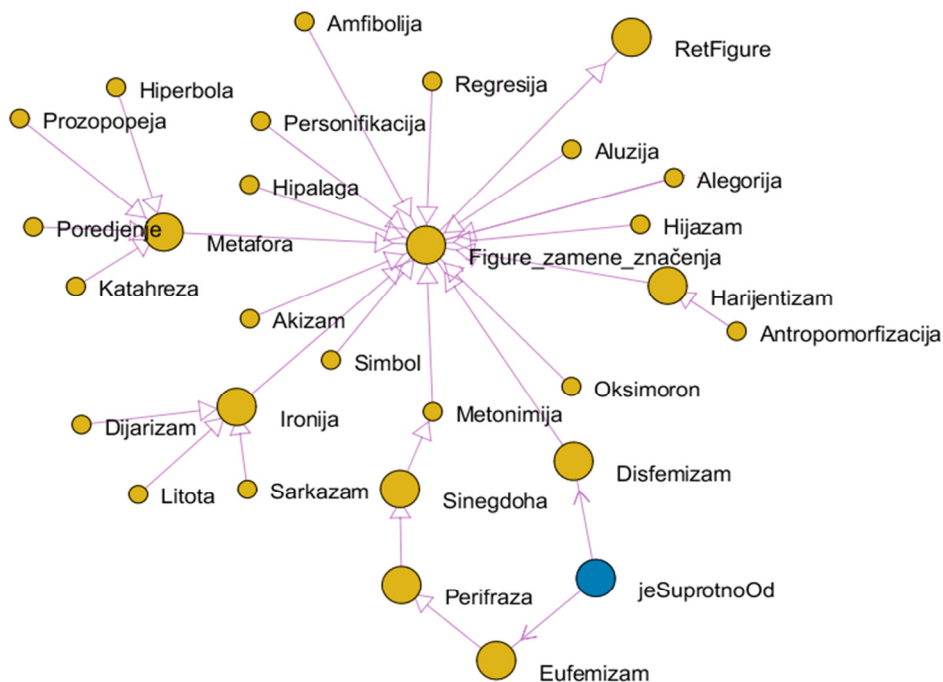 Amfibolija
RetFigure
Hiperbola
Regresija
Prozopopeja
Personifikacija
Aluzija
Alegorija
Hipalaga
Hijazam
Poredjenje
Metafora
Figure_zamene_značenja
Katahreza
Harijentizam
Akizam
Antropomorfizacija
Simbol
Oksimoron
Metonimija
Ironija
Dijarizam
Disfemizam
Litota
Sarkazam
Sinegdoha
jeSuprotnoOd
Perifraza
Eufemizam